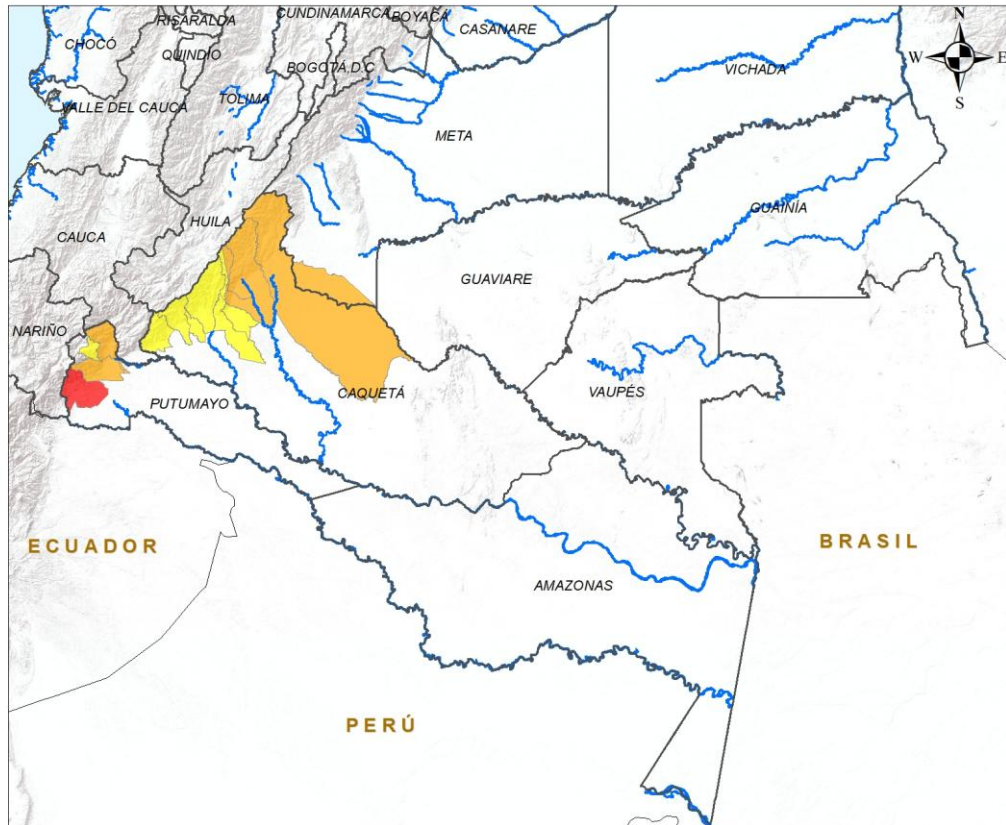 RISARALDA
CUNDINAMARCA
BOYACÁ
N
CASANARE
CHOCÓ
QUINDÍO
W
E
BOGOTÁ D.C
VICHADA
VALLE DEL CAUCA
TOLIMA
S
META
GUAINÍA
HUILA
CAUCA
GUAVIARE
NARIÑO
CAQUETÁ
VAUPÉS
PUTUMAYO
ECUADOR
BRASIL
AMAZONAS
PERÚ